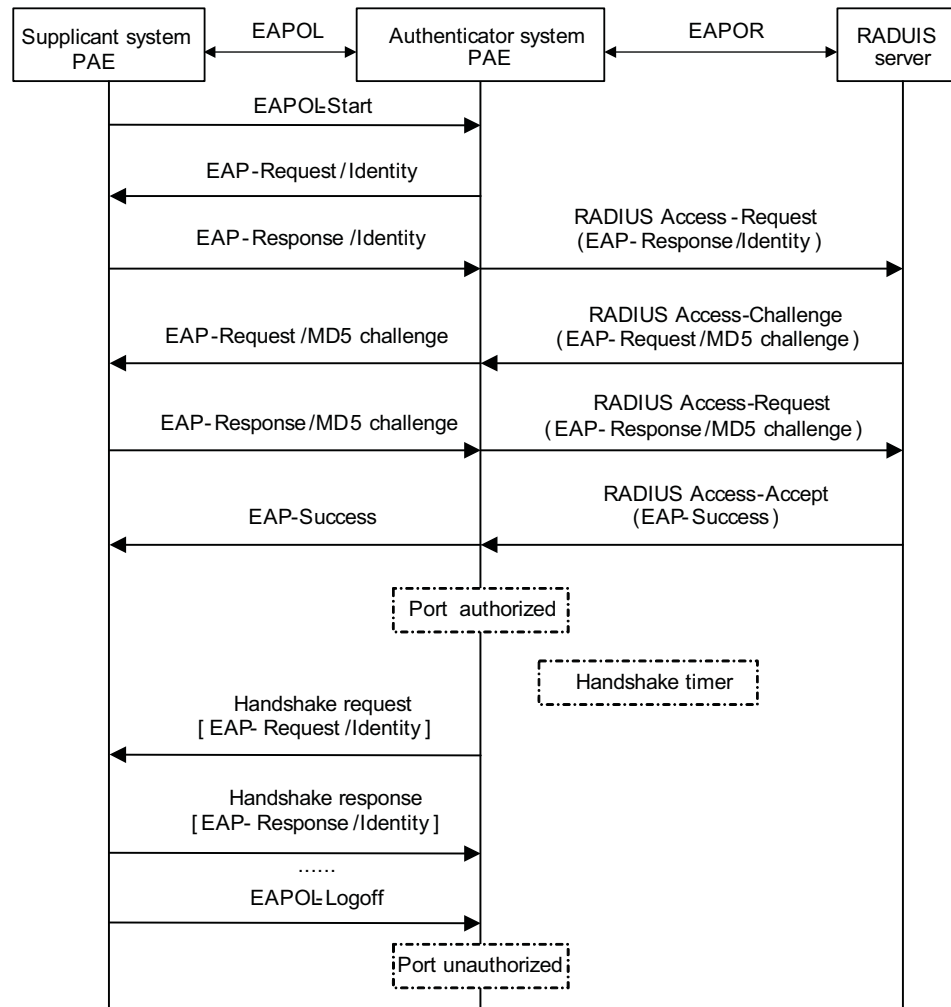 Supplicant system
PAE
EAPOL
Authenticator system
PAE
EAPOR
RADUIS
server
EAPOL-Start
EAP-Request/Identity
EAP-Response/Identity
RADIUS Access-Request
(EAP-Response/Identity)
EAP-Request/MD5 challenge
RADIUS Access-Challenge
(EAP-Request/MD5 challenge)
EAP-Response/MD5 challenge
RADIUS Access-Request
(EAP-Response/MD5 challenge)
EAP-Success
RADIUS Access-Accept
(EAP-Success)
Port authorized
Handshake timer
Handshake request
[EAP-Request/Identity]
Handshake response
[EAP-Response/Identity]
......
EAPOL-Logoff
Port unauthorized